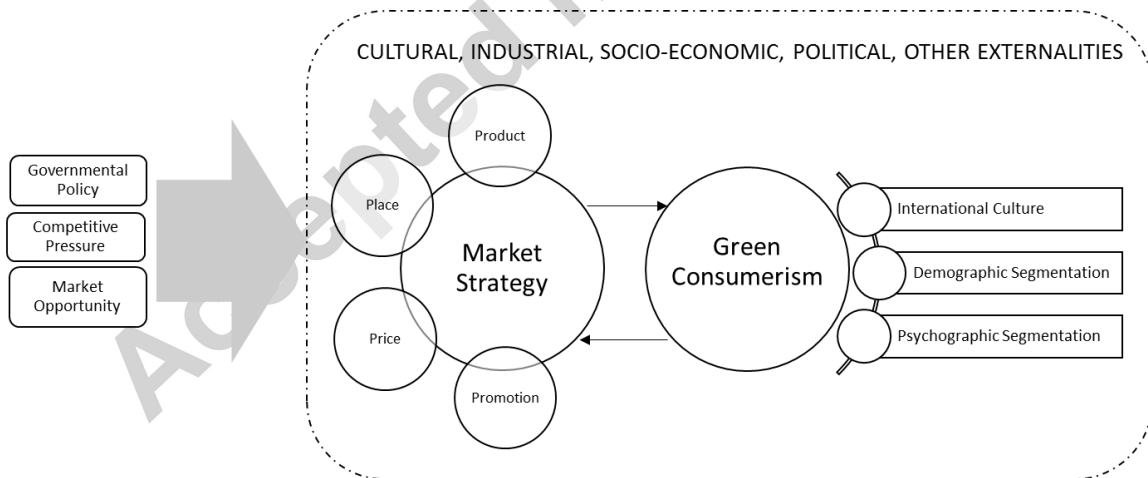 CULTURAL, INDUSTRIAL, SOCIO-ECONOMIC, POLITICAL, OTHER EXTERNALITIES
Governmental
Policy
Competitive
Pressure
Market
Opportunity
Product
Place
Market
Strategy
Price
Promotion
Green
Consumerism
International Culture
Demographic Segmentation
Psychographic Segmentation
Accepted